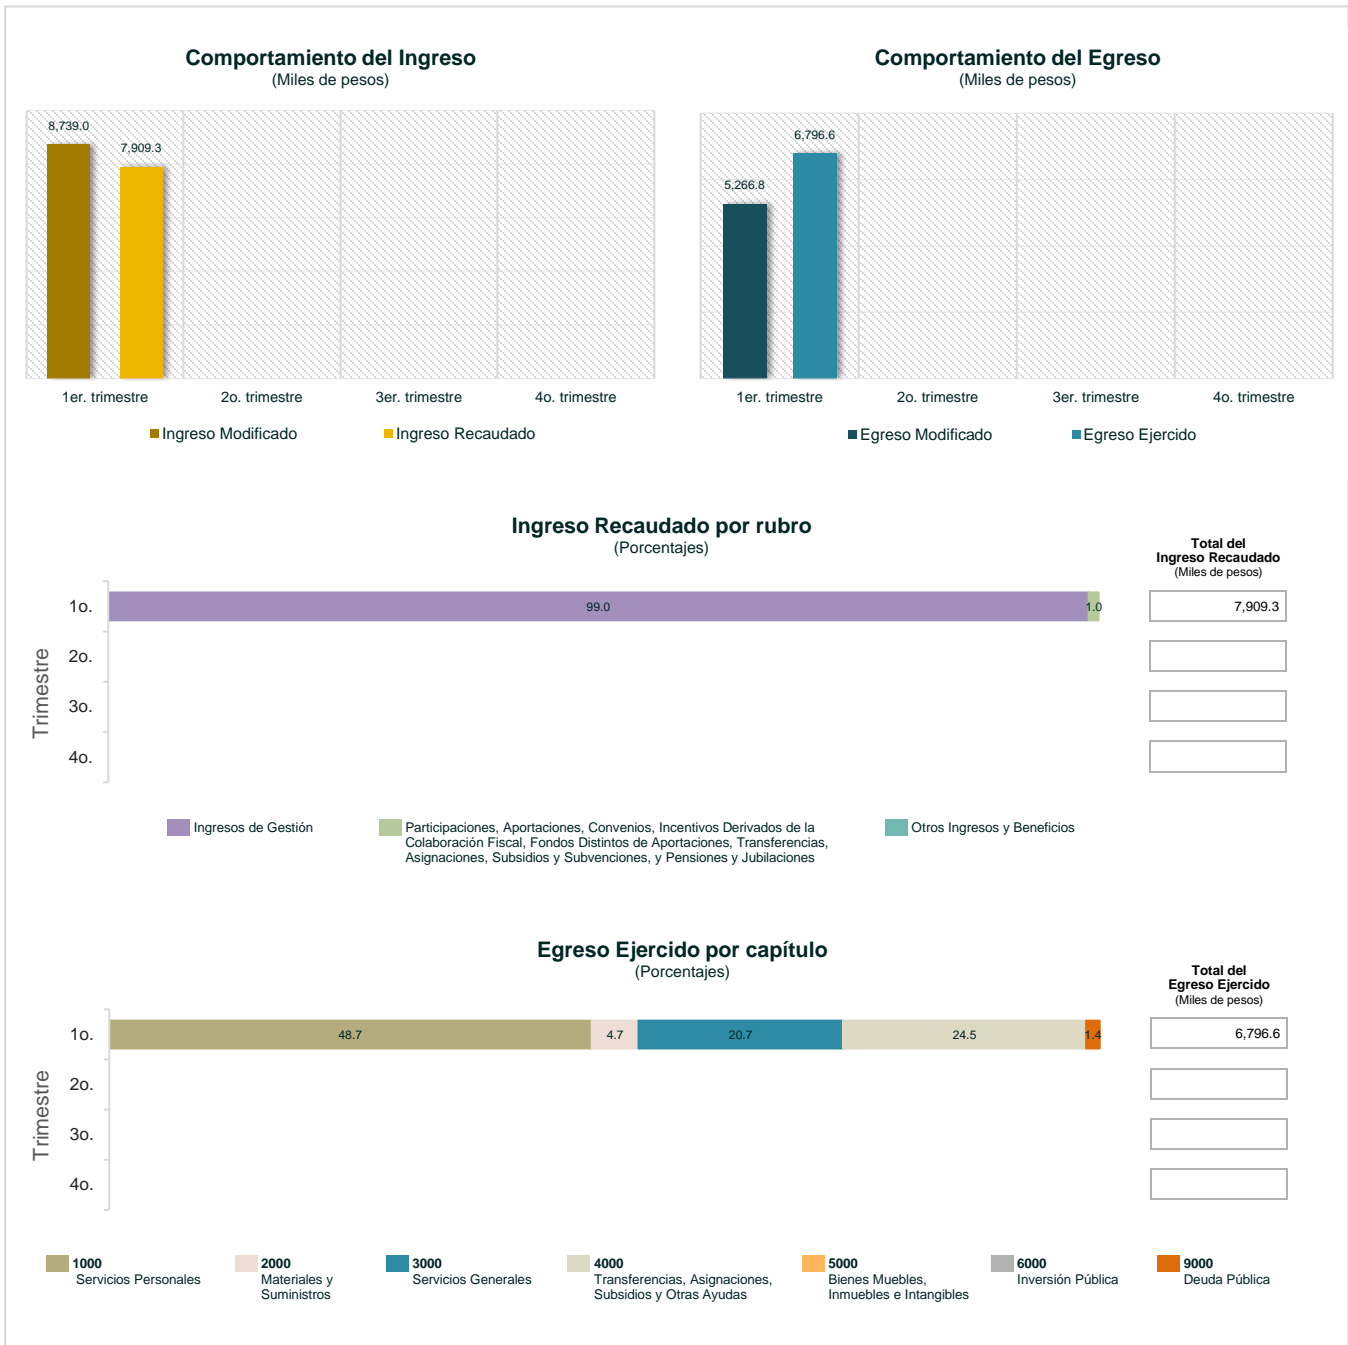 Comportamiento del Ingreso
(Miles de pesos)
8,739.0
7,909.3
1er. trimestre
2o. trimestre
3er. trimestre
4o. trimestre
Ingreso Modificado
Ingreso Recaudado
Comportamiento del Egreso
(Miles de pesos)
5,266.8
6,796.6
1er. trimestre
2o. trimestre
3er. trimestre
4o. trimestre
Egreso Modificado
Egreso Ejercido
Ingreso Recaudado por rubro
(Porcentajes)
Total del
Ingreso Recaudado
(Miles de pesos)
Trimestre
1o.
99.0
1.0
7,909.3
2o.
3o.
4o.
Ingresos de Gestión
Participaciones, Aportaciones, Convenios, Incentivos Derivados de la
Colaboración Fiscal, Fondos Distintos de Aportaciones, Transferencias,
Asignaciones, Subsidios y Subvenciones, y Pensiones y Jubilaciones
Otros Ingresos y Beneficios
Egreso Ejercido por capítulo
(Porcentajes)
Total del
Egreso Ejercido
(Miles de pesos)
Trimestre
1o.
48.7
4.7
20.7
24.5
1.4
6,796.6
2o.
3o.
4o.
1000
Servicios Personales
2000
Materiales y
Suministros
3000
Servicios Generales
4000
Transferencias, Asignaciones,
Subsidios y Otras Ayudas
5000
Bienes Muebles,
Inmuebles e Intangibles
6000
Inversión Pública
9000
Deuda Pública